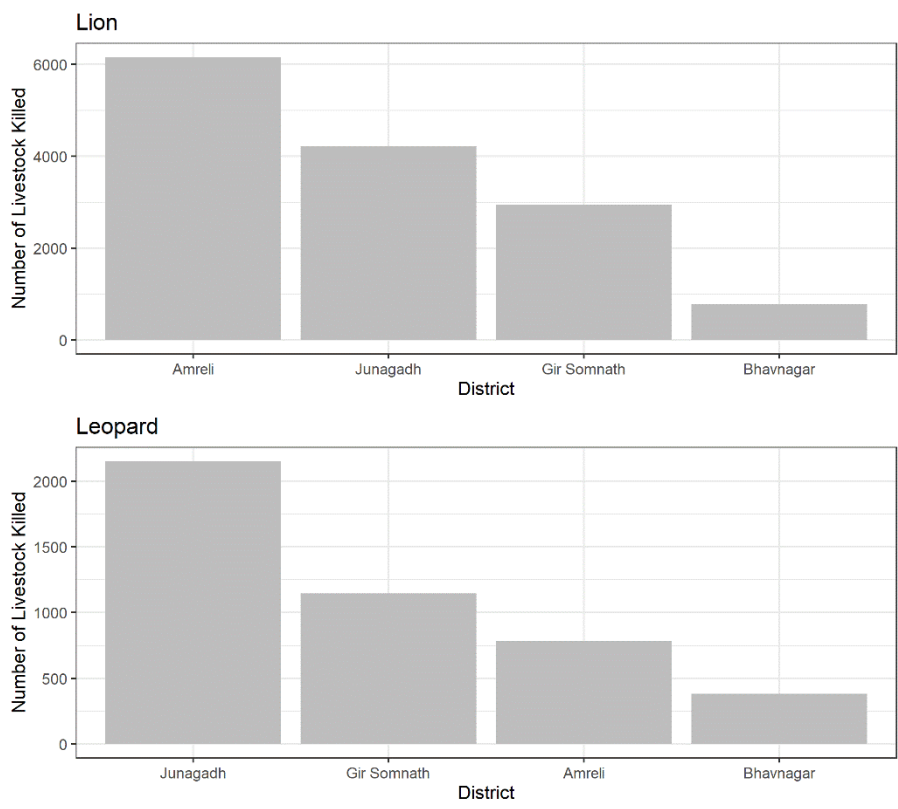 Lion
Number of Livestock Killed
6000
4000
2000
0
Amreli Junagadh Gir Somnath Bhavnagar
District
Leopard
Number of Livestock Killed
2000
1500
1000
500
0
Junagadh Gir Somnath Amreli Bhavnagar
District